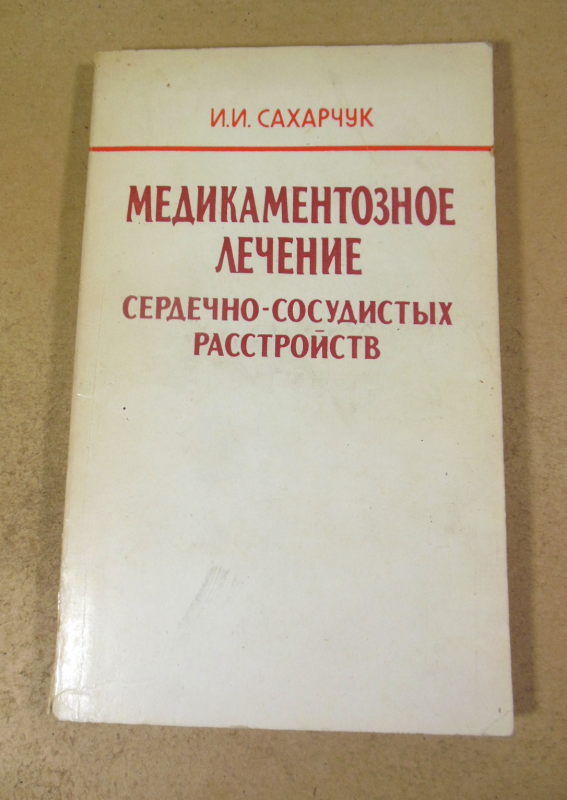 И.И. САХАРЧУК
МЕДИКАМЕНТОЗНОЕ
ЛЕЧЕНИЕ
СЕРДЕЧНО-СОСУДИСТЫХ
РАССТРОЙСТВ